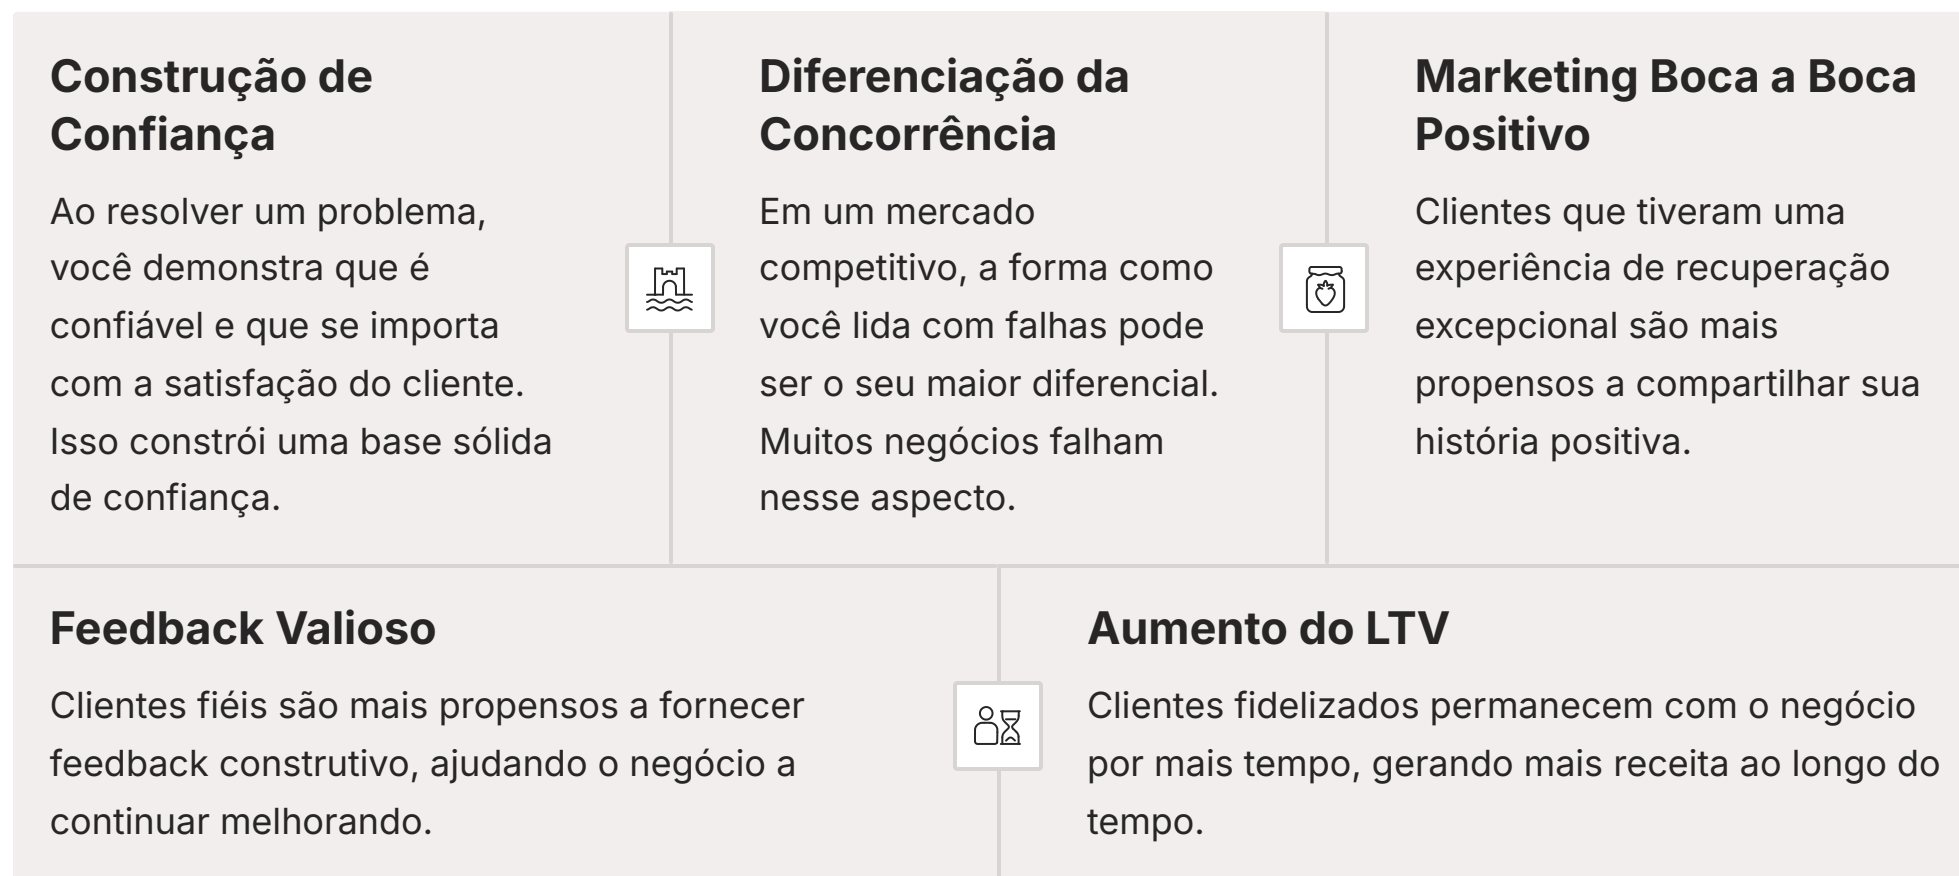 Construção de
Confiança
Ao resolver um problema,
você demonstra que é
confiável e que se importa
com a satisfação do cliente.
Isso constrói uma base sólida
de confiança.
Diferenciação da
Concorrência
Em um mercado
competitivo, a forma como
você lida com falhas pode
ser o seu maior diferencial.
Muitos negócios falham
nesse aspecto.
Marketing Boca a Boca
Positivo
Clientes que tiveram uma
experiência de recuperação
excepcional são mais
propensos a compartilhar sua
história positiva.
Feedback Valioso
Clientes fiéis são mais propensos a fornecer
feedback construtivo, ajudando o negócio a
continuar melhorando.
Aumento do LTV
Clientes fidelizados permanecem com o negócio
por mais tempo, gerando mais receita ao longo do
tempo.